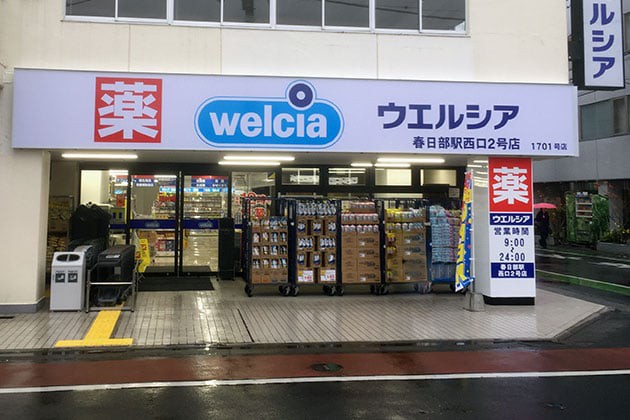 ルシア
薬
welcia
ウエルシア
春日部駅西口2号店
1701号店
薬
ウエルシア
営業時間
9:00
24:00
春日部駅
西口2号店